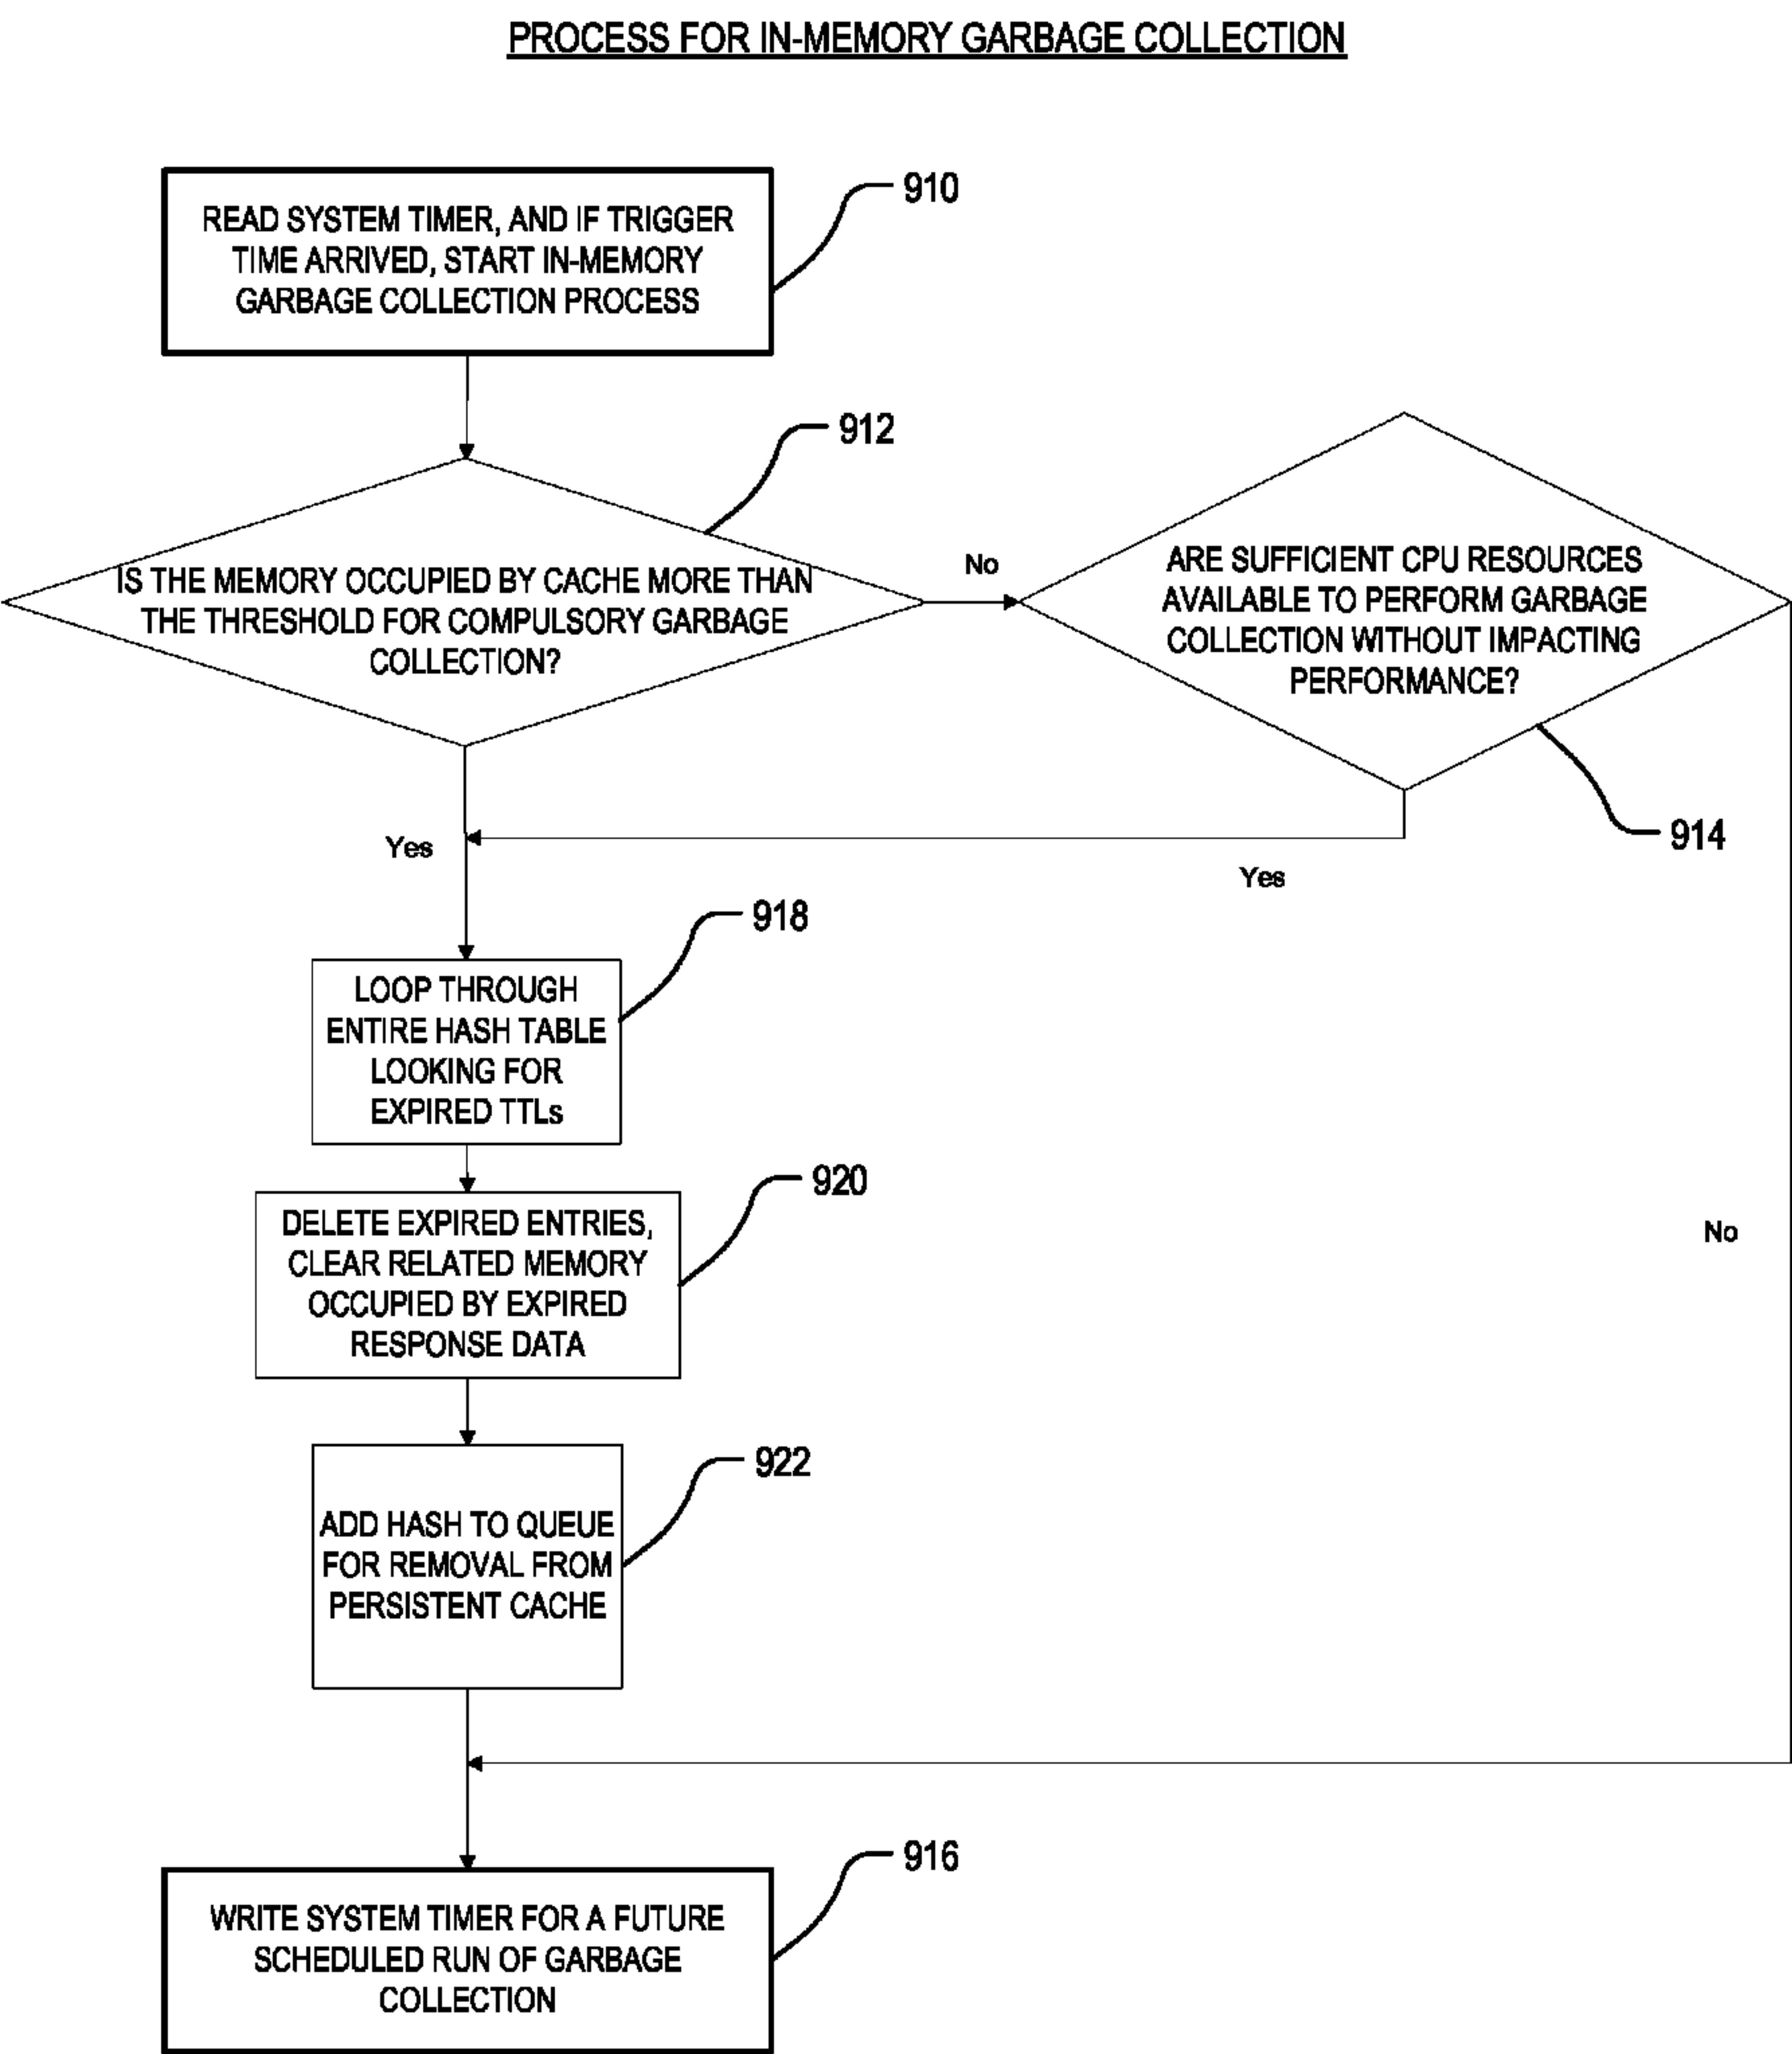 PROCESS FOR IN-MEMORY GARBAGE COLLECTION
910
READ SYSTEM TIMER, AND IF TRIGGER
TIME ARRIVED, START IN-MEMORY
GARBAGE COLLECTION PROCESS
912
IS THE MEMORY OCCUPIED BY CACHE MORE THAN
THE THRESHOLD FOR COMPULSORY GARBAGE
COLLECTION?
No
ARE SUFFICIENT CPU RESOURCES
AVAILABLE TO PERFORM GARBAGE
COLLECTION WITHOUT IMPACTING
PERFORMANCE?
914
Yes
Yes
918
LOOP THROUGH
ENTIRE HASH TABLE
LOOKING FOR
EXPIRED TTLs
920
DELETE EXPIRED ENTRIES,
CLEAR RELATED MEMORY
OCCUPIED BY EXPIRED
RESPONSE DATA
No
922
ADD HASH TO QUEUE
FOR REMOVAL FROM
PERSISTENT CACHE
916
WRITE SYSTEM TIMER FOR A FUTURE
SCHEDULED RUN OF GARBAGE
COLLECTION